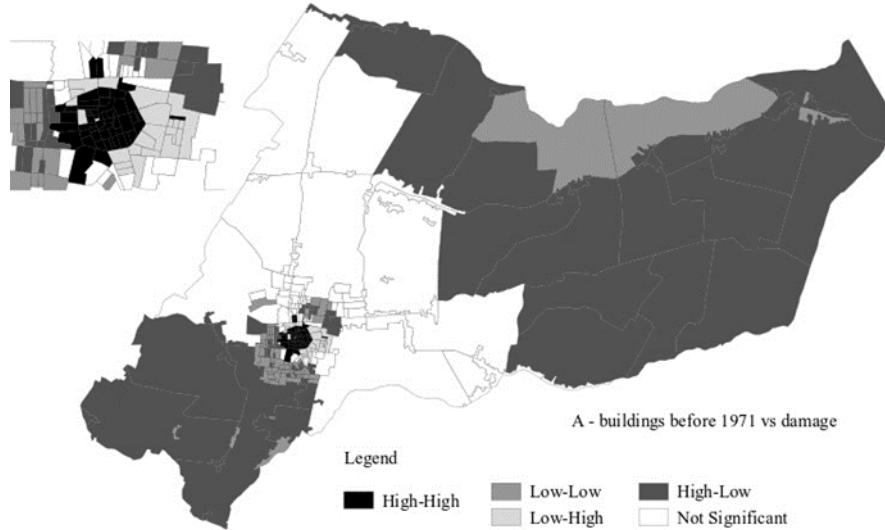 A - buildings before 1971 vs damage
Legend
High-High
Low-Low
Low-High
High-Low
Not Significant